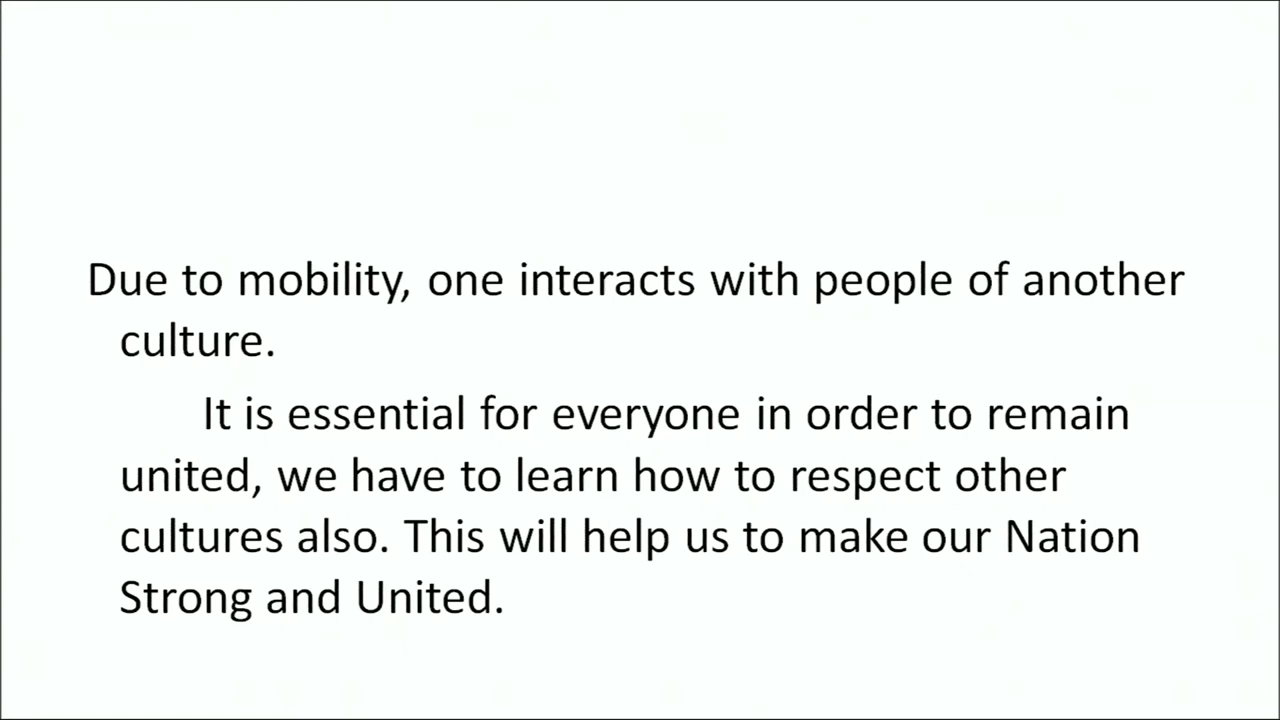 Due to mobility, one interacts with people of another
culture.
It is essential for everyone in order to remain
united, we have to learn how to respect other
cultures also. This will help us to make our Nation
Strong and United.